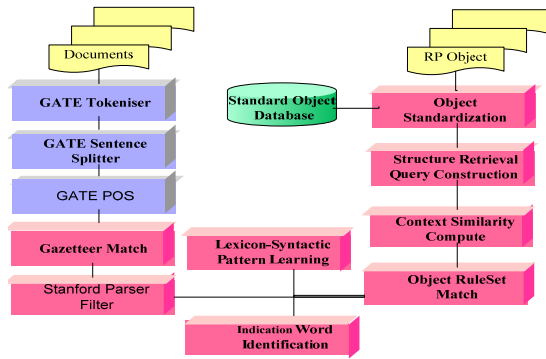 Documents
GATE Tokeniser
GATE Sentence
Splitter
GATE POS
Gazetteer Match
Stanford Parser
Filter
Standard Object
Database
Lexicon-Syntactic
Pattern Learning
Indication Word
Identification
RP Object
Object
Standardization
Structure Retrieval
Query Construction
Context Similarity
Compute
Object RuleSet
Match